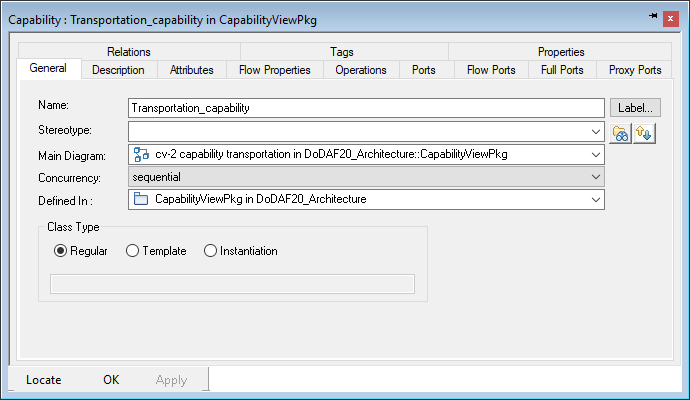 Capability : Transportation_capability in CapabilityViewPkg
Relations Tags Properties
General Description Attributes Flow Properties Operations Ports Flow Ports Full Ports Proxy Ports
Name: Transportation_capability Label...
Stereotype:
Main Diagram: cv-2 capability transportation in DoDAF20_Architecture::CapabilityViewPkg
Concurrency: sequential
Defined In : CapabilityViewPkg in DoDAF20_Architecture
Class Type
Regular Template Instantiation
Locate OK Apply